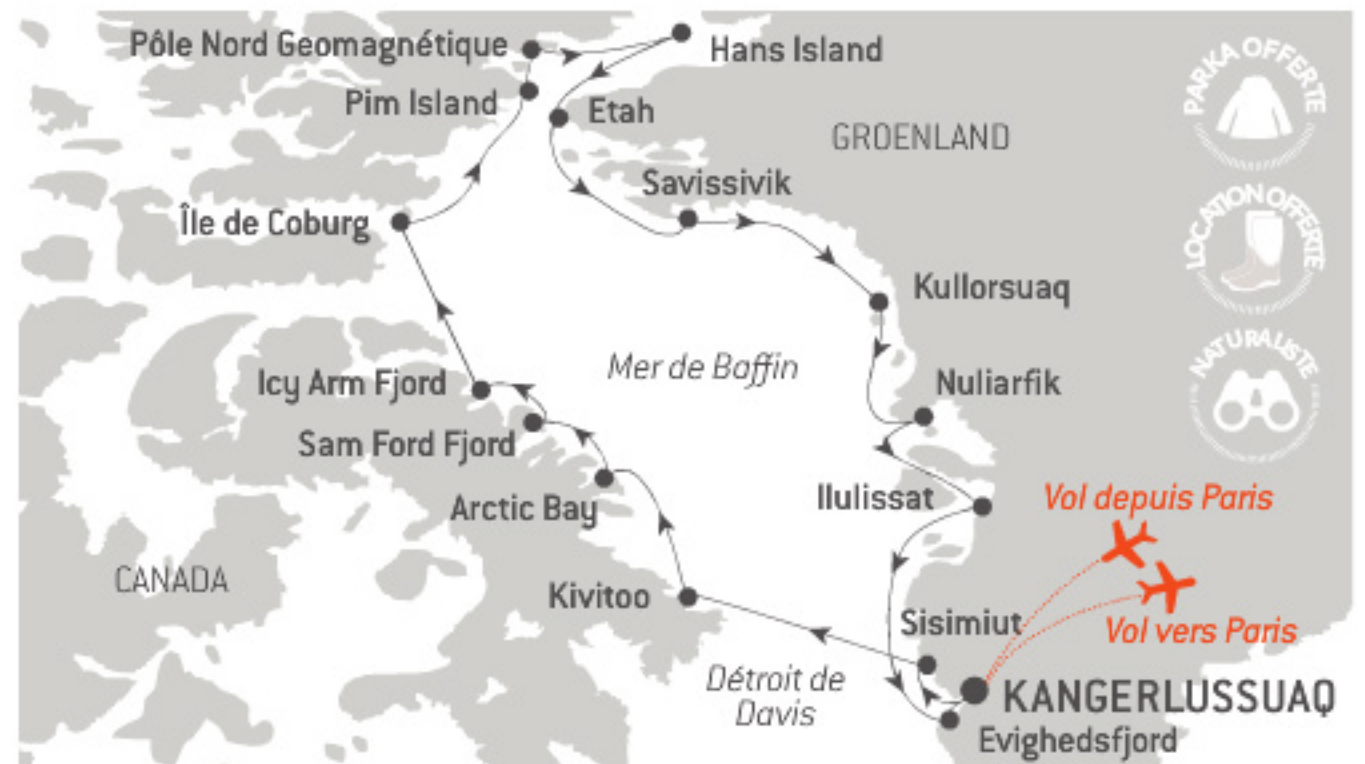 Pôle Nord Geomagnétique
Hans Island
PARKA OFFERTE
Pim Island
Etah
GROENLAND
Savissivik
Île de Coburg
LOCATION OFFERTE
Kullorsuaq
Mer de Baffin
Icy Arm Fjord
Nuliarfik
NATURALISTE
Sam Ford Fjord
Ilulissat
Vol depuis Paris
Arctic Bay
CANADA
Kivitoo
Sisimiut
Vol vers Paris
Détroit de
Davis
KANGERLUSSUAQ
Evighedsfjord